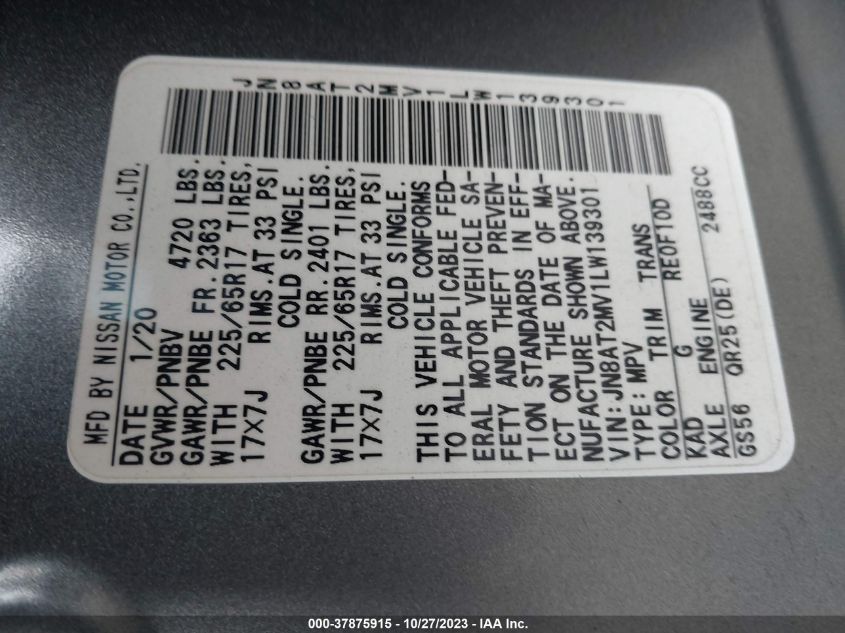 MFD BY NISSAN MOTOR CO.,LTD.
JN8AT2MV1LW139301
DATE 1/20
GVWR/PNBV 4720 LBS.
GAWR/PNBE FR.2363 LBS.
WITH 225/65R17 TIRES,
17X7J RIMS.AT 33 PSI
COLD SINGLE.
GAWR/PNBE RR.2401 LBS.
WITH 225/65R17 TIRES,
17X7J RIMS.AT 33 PSI
COLD SINGLE.
THIS VEHICLE CONFORMS
TO ALL APPLICABLE FED-
ERAL MOTOR VEHICLE SA-
FETY AND THEFT PREVEN-
TION STANDARDS IN EFF-
ECT ON THE DATE OF MA-
NUFACTURE SHOWN ABOVE.
VIN:JN8AT2MV1LW139301
TYPE:MPV
COLOR TRIM TRANS
KAD G RE0F10D
AXLE ENGINE
GS56 QR25(DE) 2488CC
000-37875915 - 10/27/2023 - IAA Inc.